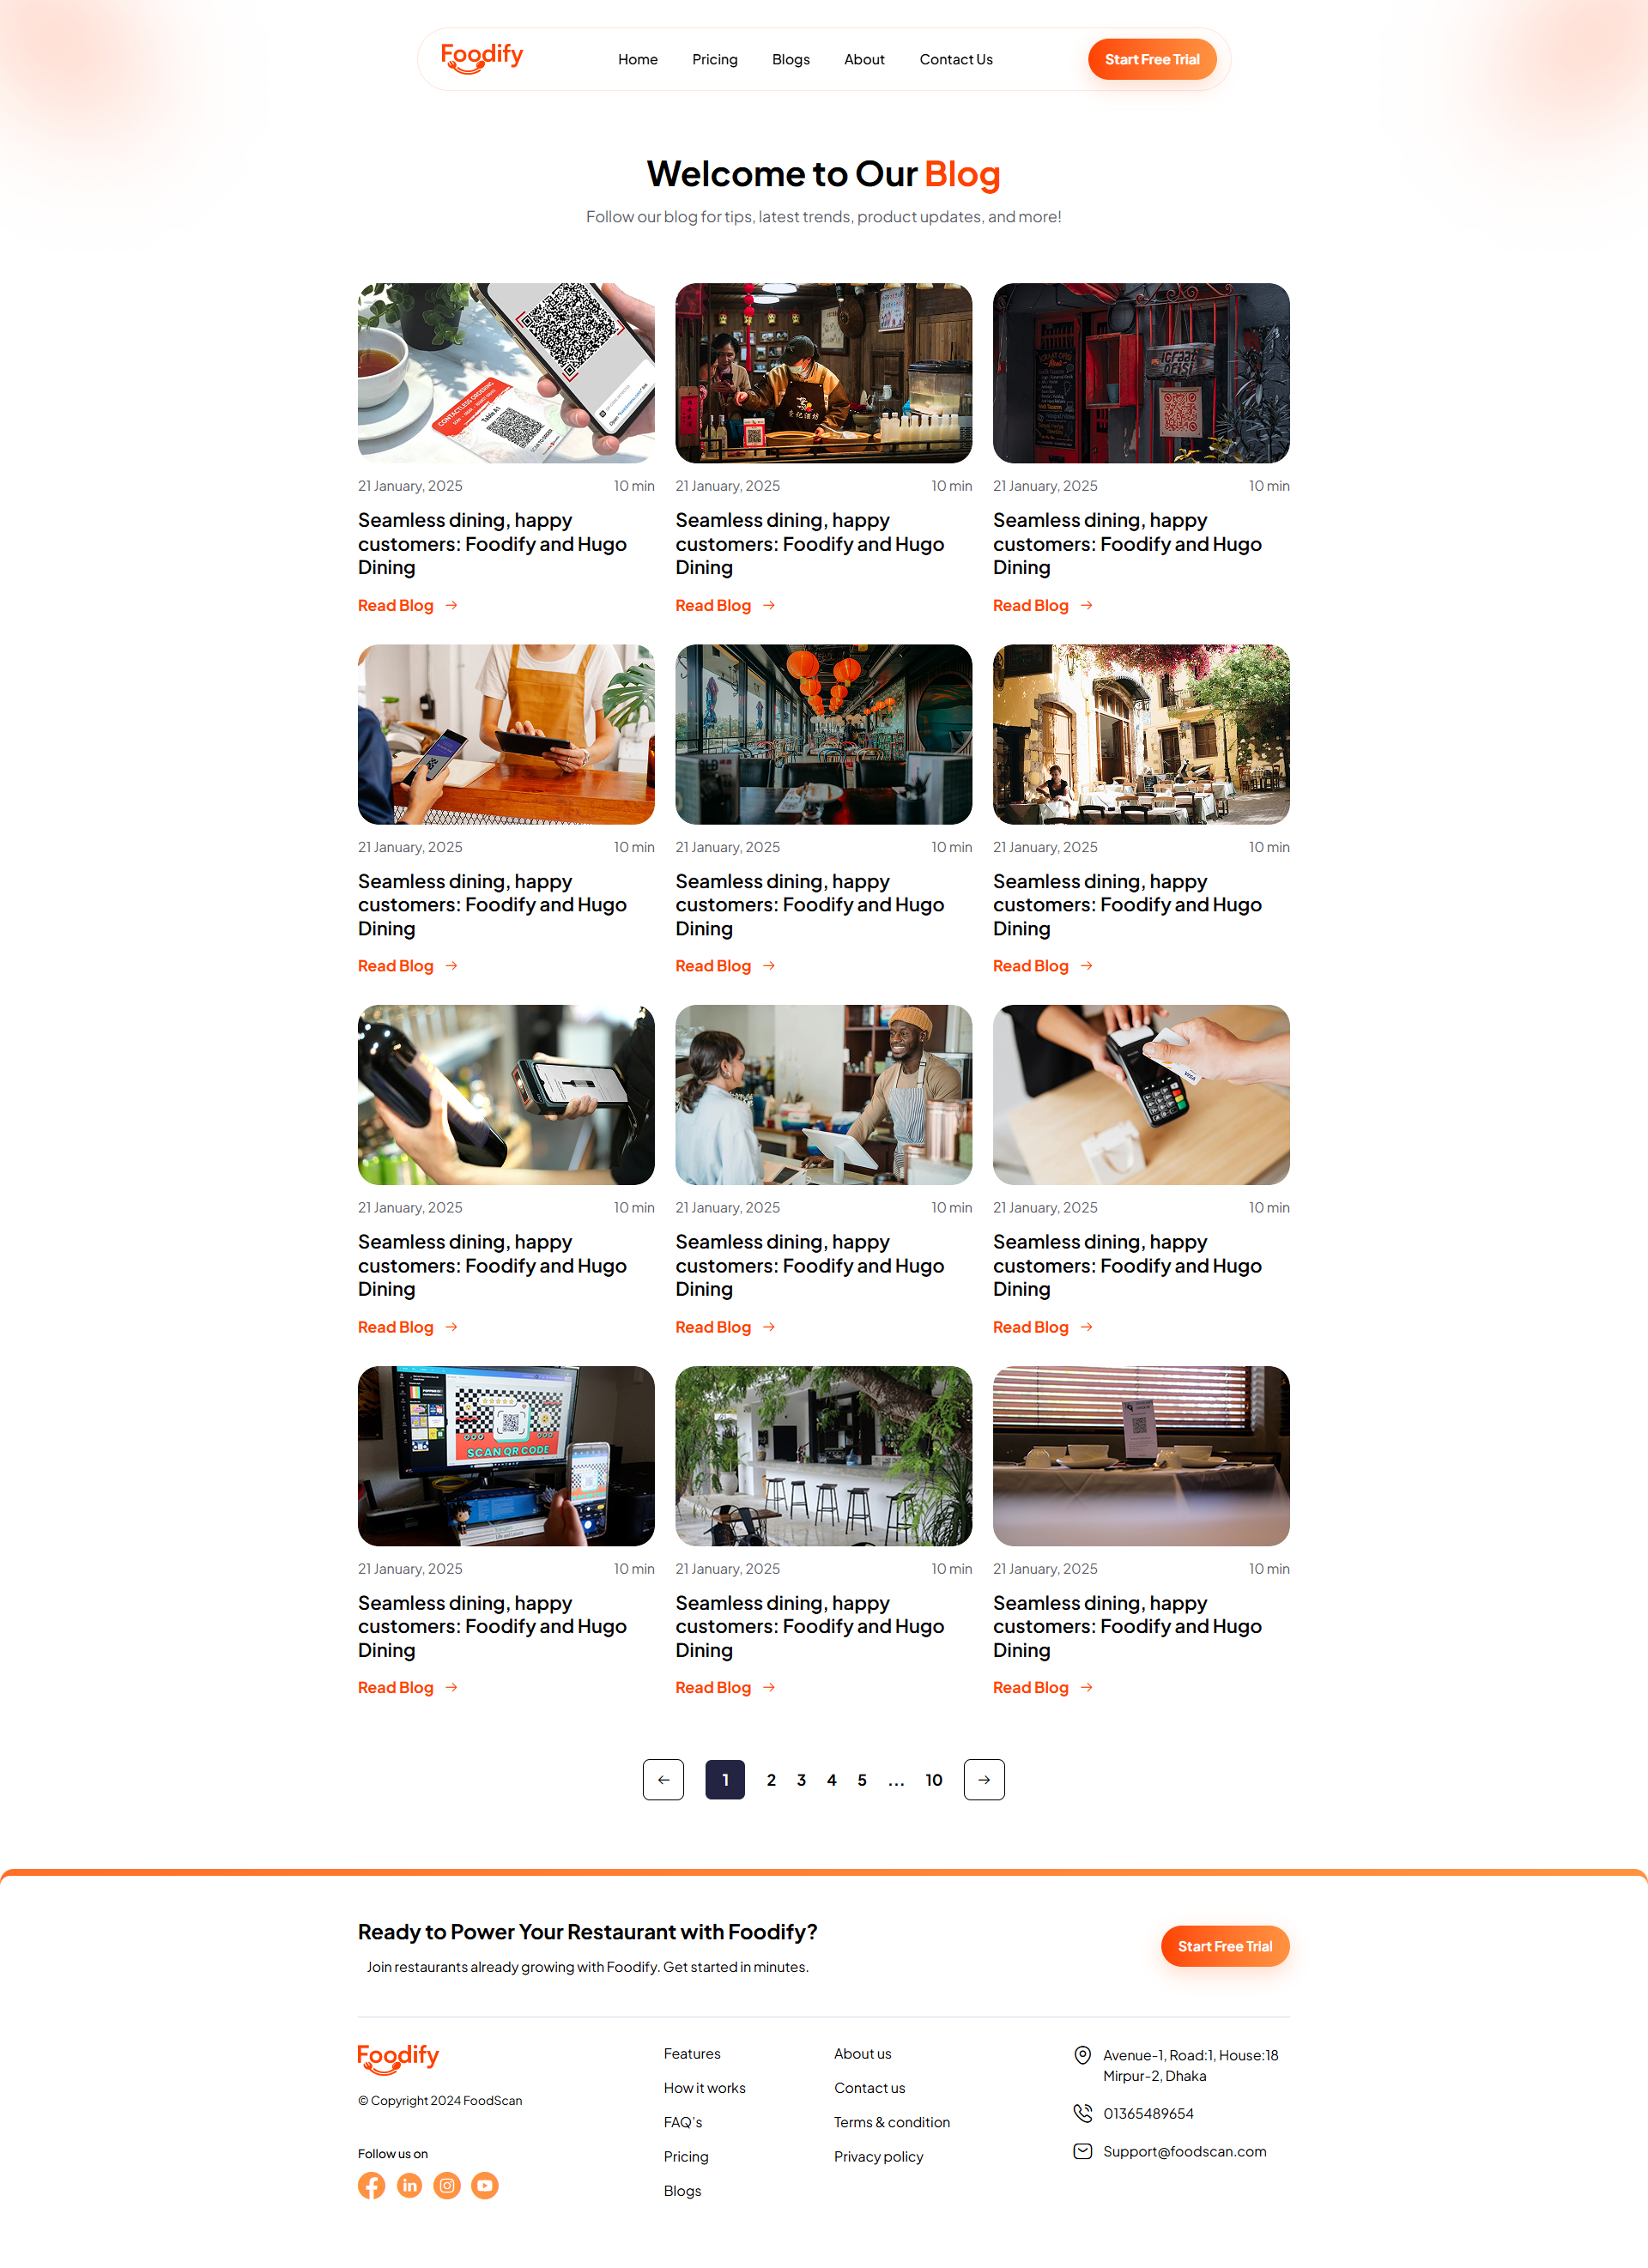 Foodify
Home
Pricing
Blogs
About
Contact Us
Start Free Trial
Welcome to Our Blog
Follow our blog for tips, latest trends, product updates, and more!
CONTACTLESS ORDERING
Table A1
SCAN TO ORDER
21 January, 2025
10 min
Seamless dining, happy
customers: Foodify and Hugo
Dining
Read Blog
21 January, 2025
10 min
Seamless dining, happy
customers: Foodify and Hugo
Dining
Read Blog
icraat
ofisi
21 January, 2025
10 min
Seamless dining, happy
customers: Foodify and Hugo
Dining
Read Blog
21 January, 2025
10 min
Seamless dining, happy
customers: Foodify and Hugo
Dining
Read Blog
21 January, 2025
10 min
Seamless dining, happy
customers: Foodify and Hugo
Dining
Read Blog
21 January, 2025
10 min
Seamless dining, happy
customers: Foodify and Hugo
Dining
Read Blog
21 January, 2025
10 min
Seamless dining, happy
customers: Foodify and Hugo
Dining
Read Blog
21 January, 2025
10 min
Seamless dining, happy
customers: Foodify and Hugo
Dining
Read Blog
VISA
21 January, 2025
10 min
Seamless dining, happy
customers: Foodify and Hugo
Dining
Read Blog
SCAN QR CODE
21 January, 2025
10 min
Seamless dining, happy
customers: Foodify and Hugo
Dining
Read Blog
21 January, 2025
10 min
Seamless dining, happy
customers: Foodify and Hugo
Dining
Read Blog
21 January, 2025
10 min
Seamless dining, happy
customers: Foodify and Hugo
Dining
Read Blog
1 2 3 4 5 ... 10
Ready to Power Your Restaurant with Foodify?
Join restaurants already growing with Foodify. Get started in minutes.
Start Free Trial
Foodify
© Copyright 2024 FoodScan
Follow us on
Features
How it works
FAQ's
Pricing
Blogs
About us
Contact us
Terms & condition
Privacy policy
Avenue-1, Road:1, House:18
Mirpur-2, Dhaka
01365489654
Support@foodscan.com